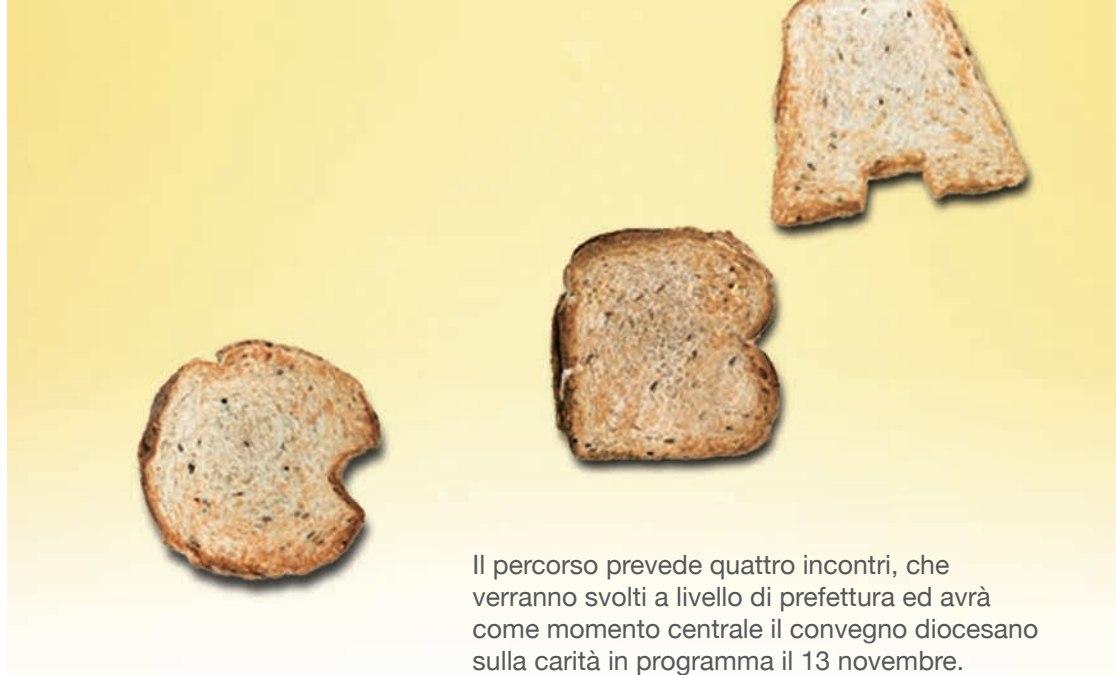 Il percorso prevede quattro incontri, che
verranno svolti a livello di prefettura ed avrà
come momento centrale il convegno diocesano
sulla carità in programma il 13 novembre.